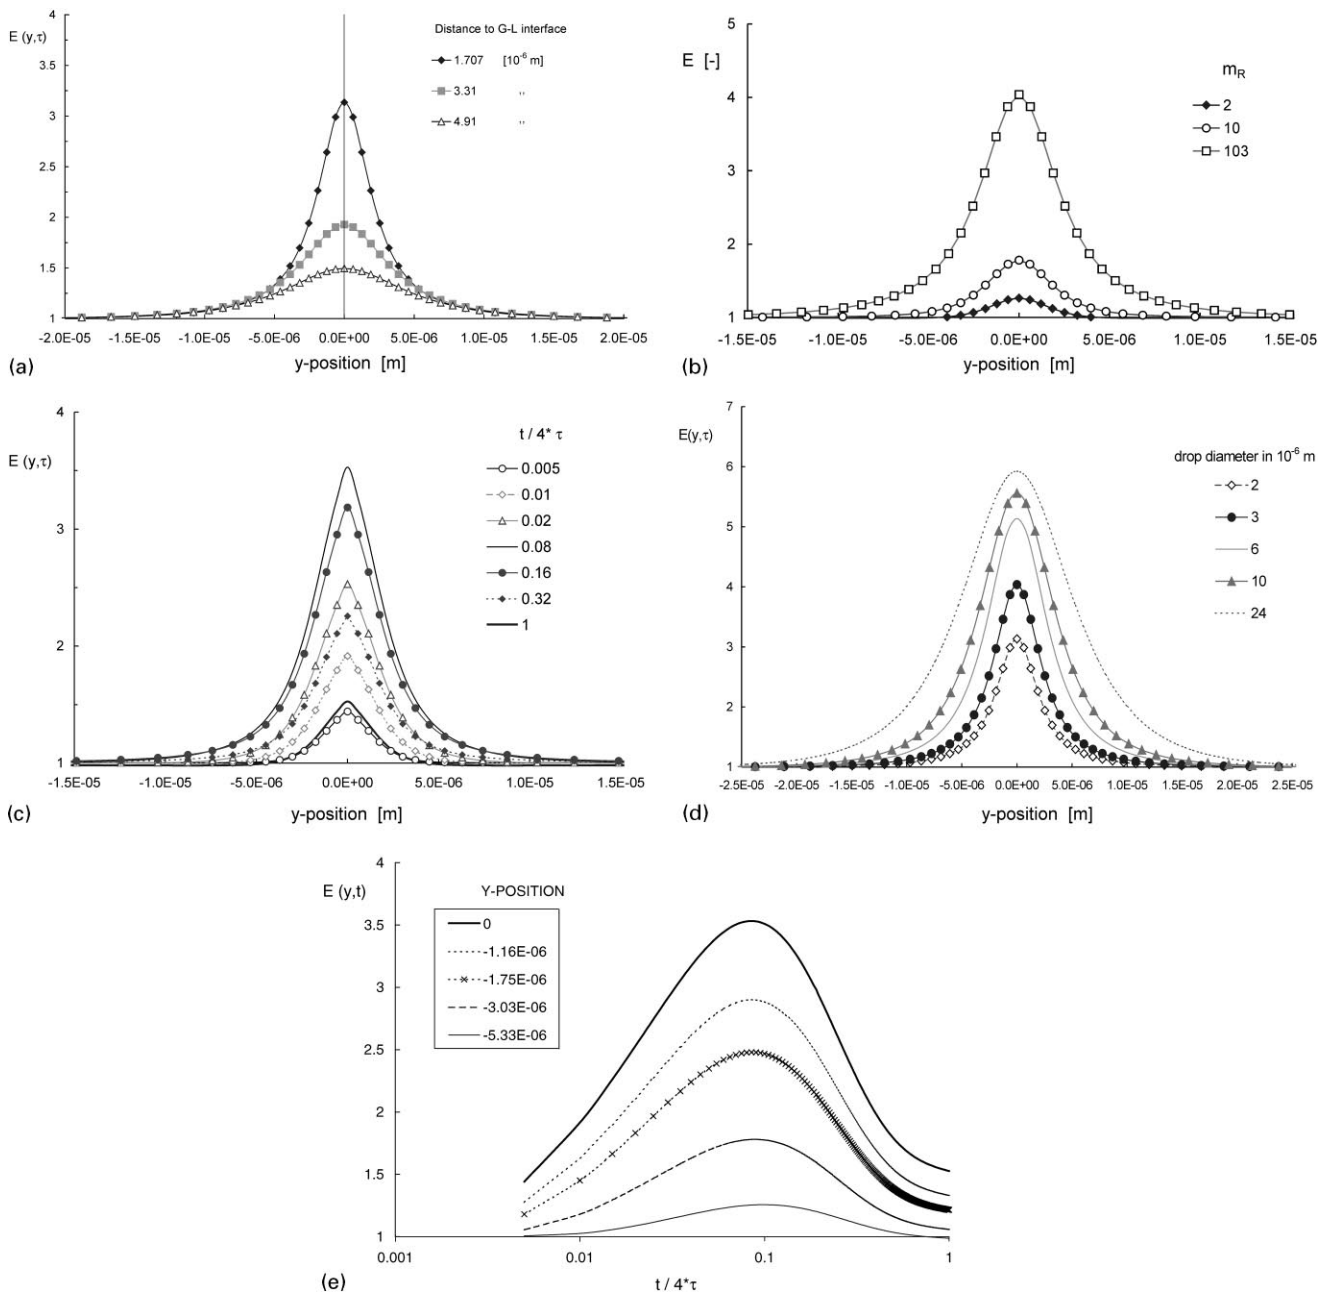 E (y,τ)
4
3.5
3
2.5
2
1.5
1
Distance to G-L interface
1.707 [10⁻⁶ m]
3.31 ,,
4.91 ,,
-2.0E-05 -1.5E-05 -1.0E-05 -5.0E-06 0.0E+00 5.0E-06 1.0E-05 1.5E-05 2.0E-05
y-position [m]
(a)
E [-]
5
4
3
2
1
m_R
2
10
103
-1.5E-05 -1.0E-05 -5.0E-06 0.0E+00 5.0E-06 1.0E-05 1.5E-05
y-position [m]
(b)
E (y,τ)
4
3
2
1
t / 4* τ
0.005
0.01
0.02
0.08
0.16
0.32
1
-1.5E-05 -1.0E-05 -5.0E-06 0.0E+00 5.0E-06 1.0E-05 1.5E-05
y-position [m]
(c)
E(y,τ)
7
6
5
4
3
2
1
drop diameter in 10⁻⁶ m
2
3
6
10
24
-2.5E-05 -2.0E-05 -1.5E-05 -1.0E-05 -5.0E-06 0.0E+00 5.0E-06 1.0E-05 1.5E-05 2.0E-05 2.5E-05
y-position [m]
(d)
E (y,t)
4
3.5
3
2.5
2
1.5
1
Y-POSITION
0
-1.16E-06
-1.75E-06
-3.03E-06
-5.33E-06
0.001 0.01 0.1 1
t / 4*τ
(e)